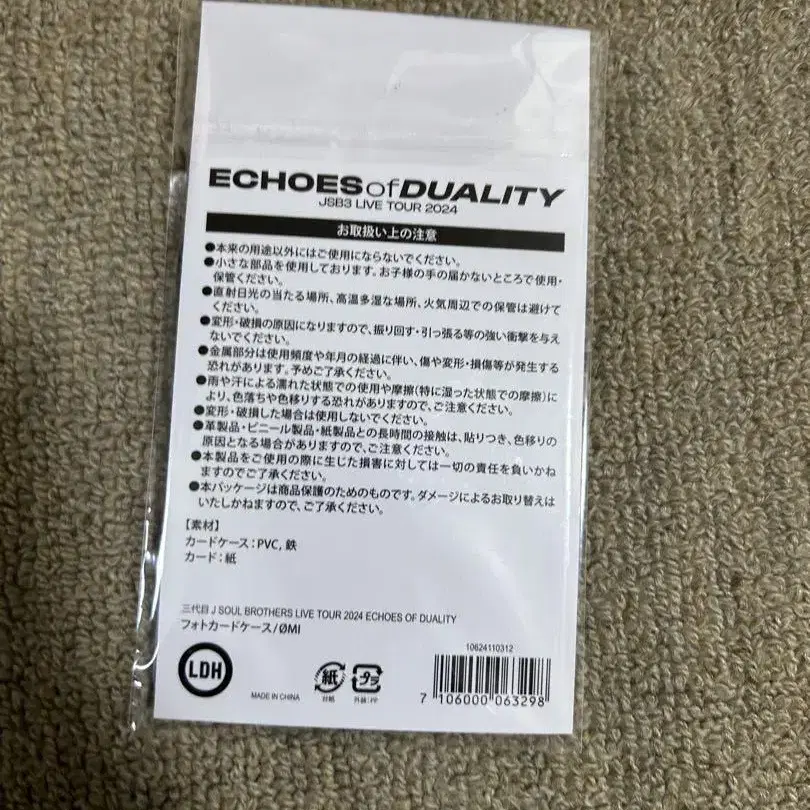 ECHOES of DUALITY
JSB3 LIVE TOUR 2024
お取扱い上の注意
●本来の用途以外にはご使用にならないでください。
●小さな部品を使用しております。お子様の手の届かないところで使用・
保管ください。
●直射日光の当たる場所、高温多湿な場所、火気周辺での保管は避けて
ください。
●変形・破損の原因になりますので、振り回す・引っ張る等の強い衝撃を与え
ないでください。
●金属部分は使用頻度や年月の経過に伴い、傷や変形・損傷等が発生する
恐れがあります。予めご了承ください。
●雨や汗による濡れた状態での使用や摩擦(特に湿った状態での摩擦)に
より、色落ちや色移りする恐れがありますので、ご注意ください。
●変形・破損した場合は使用しないでください。
●革製品・ビニール製品・紙製品との長時間の接触は、貼りつき、色移りの
原因となる場合がありますので、ご注意ください。
●本製品をご使用の際に生じた損害に対しては一切の責任を負いかね
ますのでご了承ください。
●本パッケージは商品保護のためのものです。ダメージによるお取り替えは
いたしかねますので、ご了承ください。
【素材】
カードケース:PVC, 鉄
カード:紙
三代目 J SOUL BROTHERS LIVE TOUR 2024 ECHOES OF DUALITY
フォトカードケース/ØMI
10624110312
LDH
MADE IN CHINA
紙
台紙
プラ
外装:PP
7 106000 063298